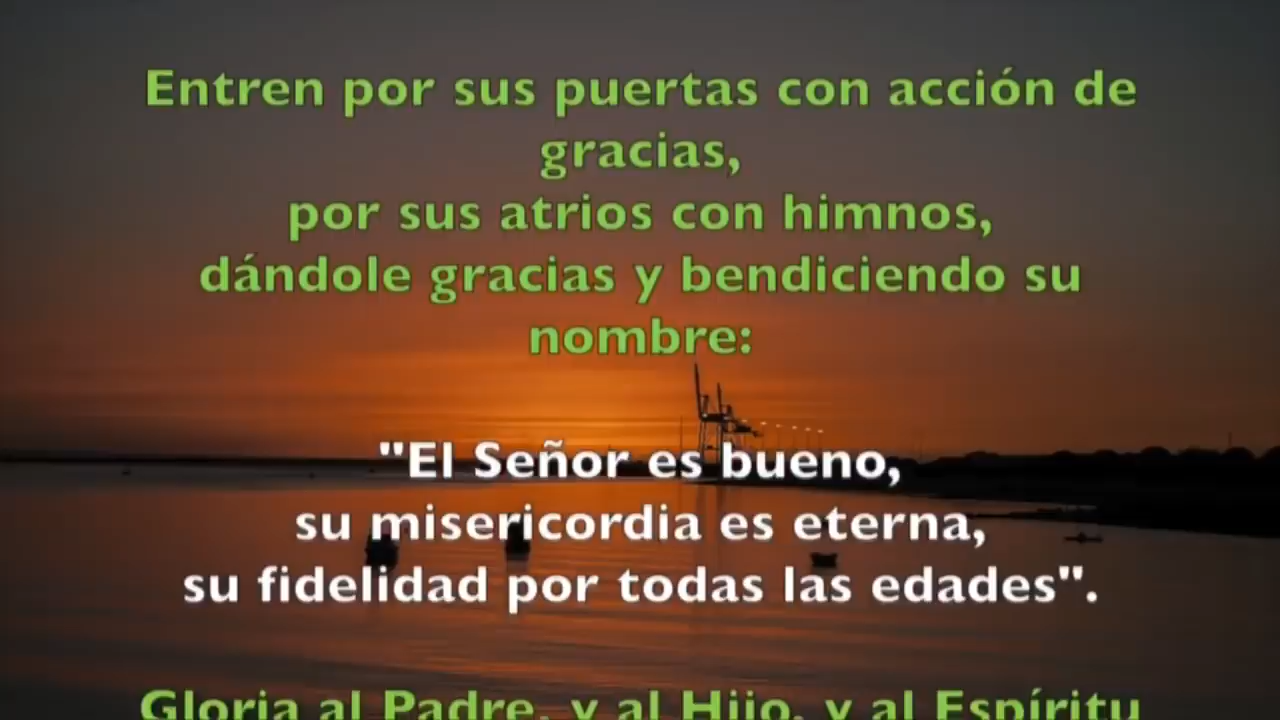 Entren por sus puertas con acción de
gracias,
por sus atrios con himnos,
dándole gracias y bendiciendo su
nombre:
"El Señor es bueno,
su misericordia es eterna,
su fidelidad por todas las edades".
Gloria al Padre, y al Hijo, y al Espíritu